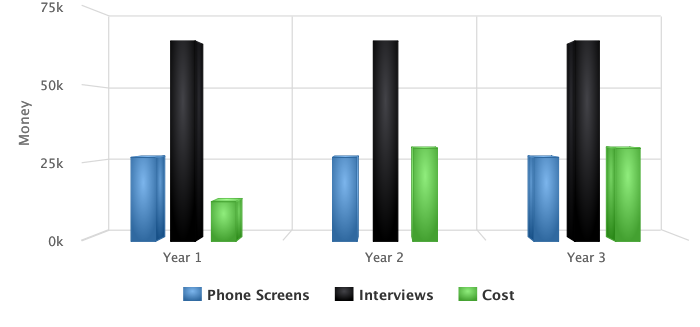 75k
50k
25k
0k
Money
Year 1
Year 2
Year 3
Phone Screens
Interviews
Cost